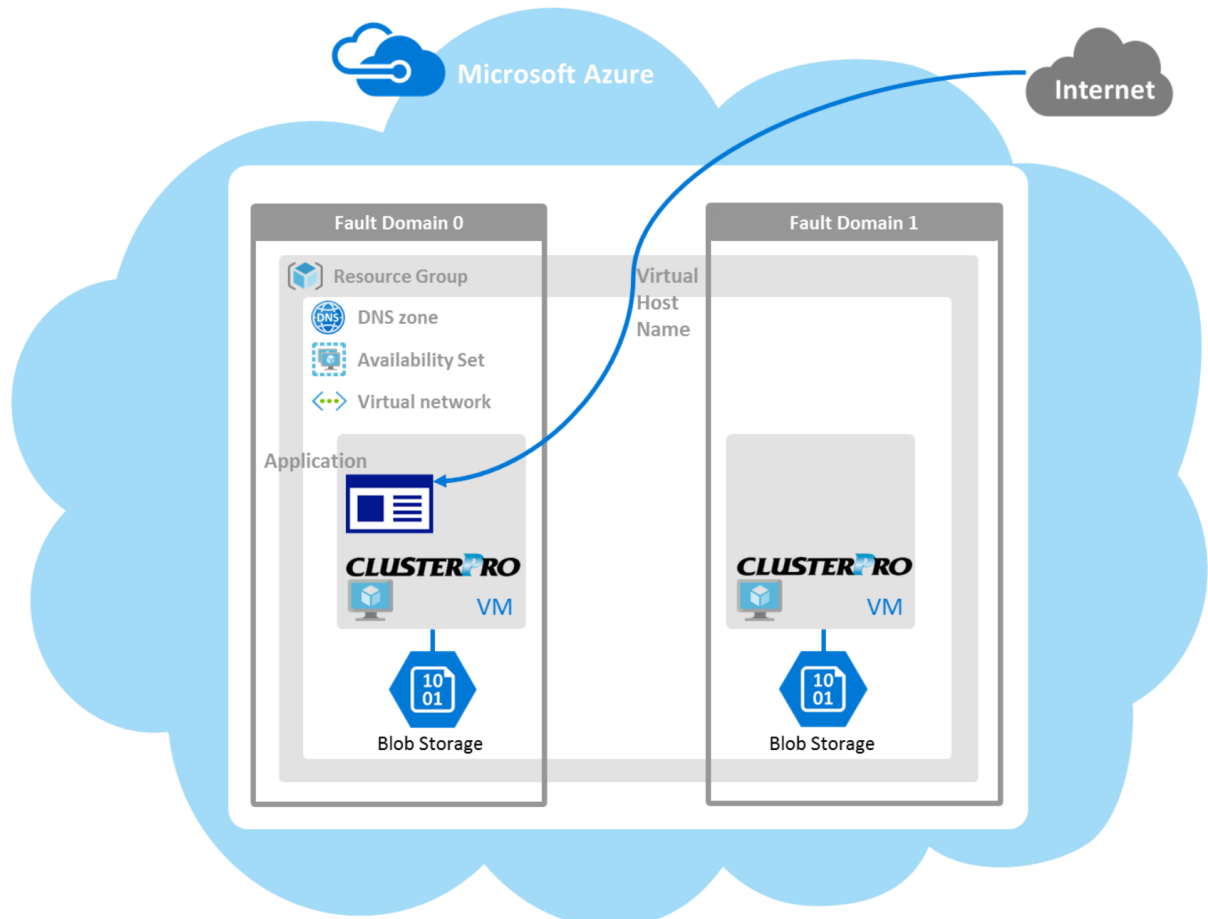 Microsoft Azure
Internet
Fault Domain 0
Fault Domain 1
Resource Group
Virtual
Host
Name
DNS
DNS zone
Availability Set
Virtual network
Application
CLUSTERPRO
VM
CLUSTERPRO
VM
10
01
Blob Storage
10
01
Blob Storage